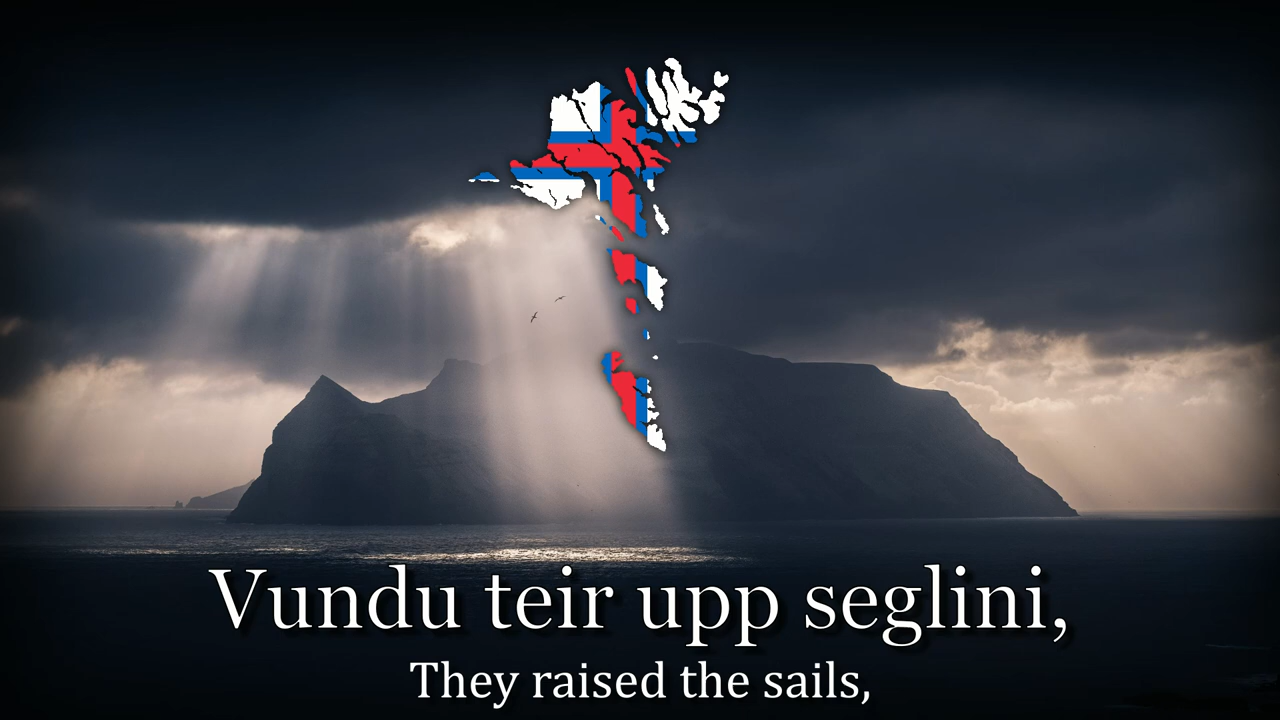 Vundu teir upp seglini,
They raised the sails,